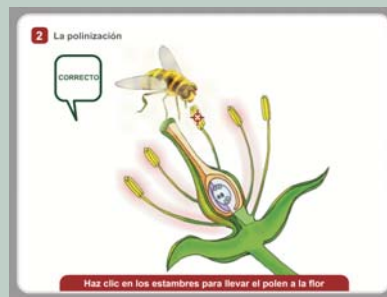 2 La polinización
CORRECTO
Haz clic en los estambres para llevar el polen a la flor